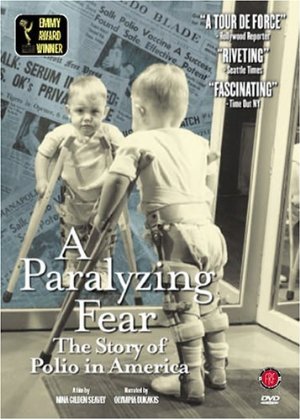 EMMY
AWARD
WINNER
"A TOUR DE FORCE"
-Hollywood Reporter
"RIVETING"
- Seattle Times
"FASCINATING"
-Time Out NY
A
Paralyzing
Fear
The Story of
Polio in America
A film by
NINA GILDEN SEAVEY
Narrated by
OLYMPIA DUKAKIS
DVD